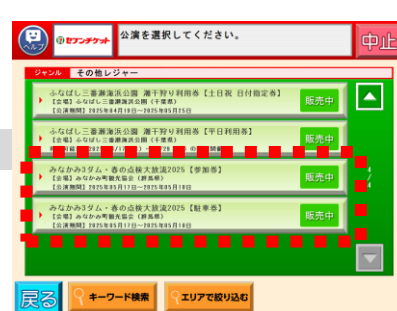 ヘルプ
セブンチケット
公演を選択してください。
中止
ジャンル その他レジャー
ふなばし三番瀬海浜公園 潮干狩り利用券【土日祝 日付指定券】
【会場】ふなばし三番瀬海浜公園 (千葉県)
【公演期間】2025年04月19日~2025年05月25日
販売中
ふなばし三番瀬海浜公園 潮干狩り利用券【平日利用券】
【会場】ふなばし三番瀬海浜公園 (千葉県)
販売中
みなかみ3ダム・春の点検大放流2025【参加券】
【会場】みなかみ町観光協会 (群馬県)
【公演期間】2025年05月17日~2025年05月18日
販売中
みなかみ3ダム・春の点検大放流2025【駐車券】
【会場】みなかみ町観光協会 (群馬県)
【公演期間】2025年05月17日~2025年05月18日
販売中
4
/
4
戻る
キーワード検索
エリアで絞り込む